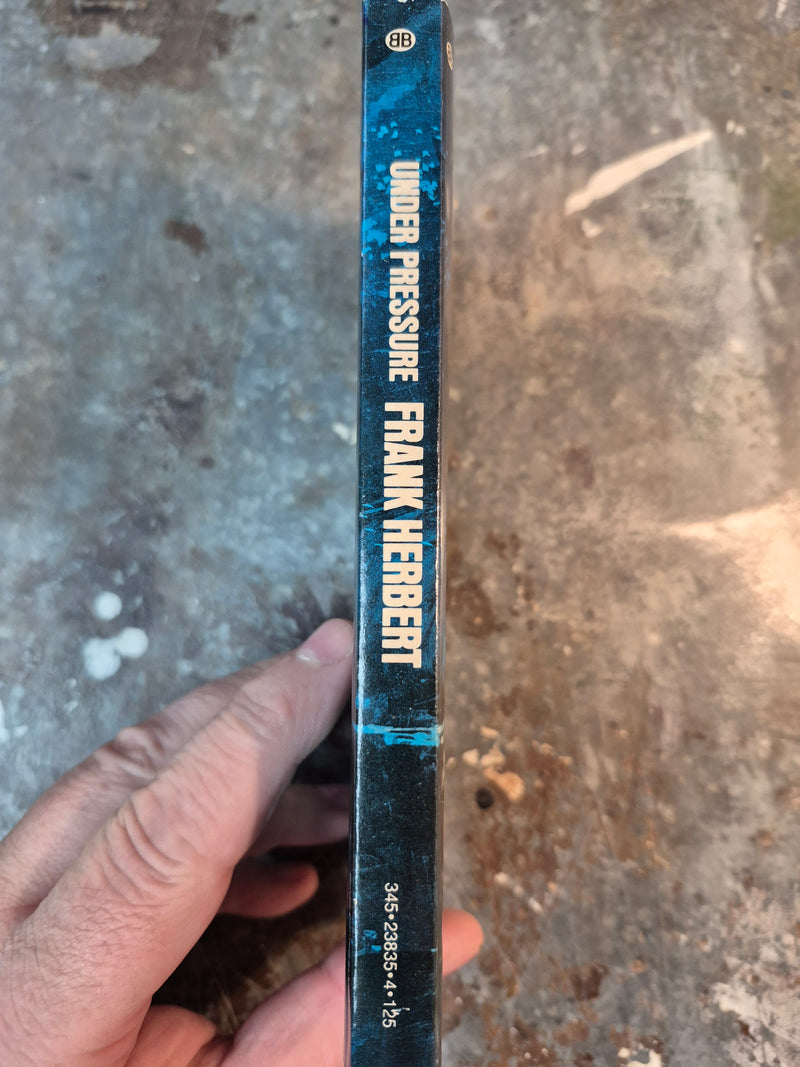 BB
UNDER PRESSURE FRANK HERBERT
345•23835•4•125